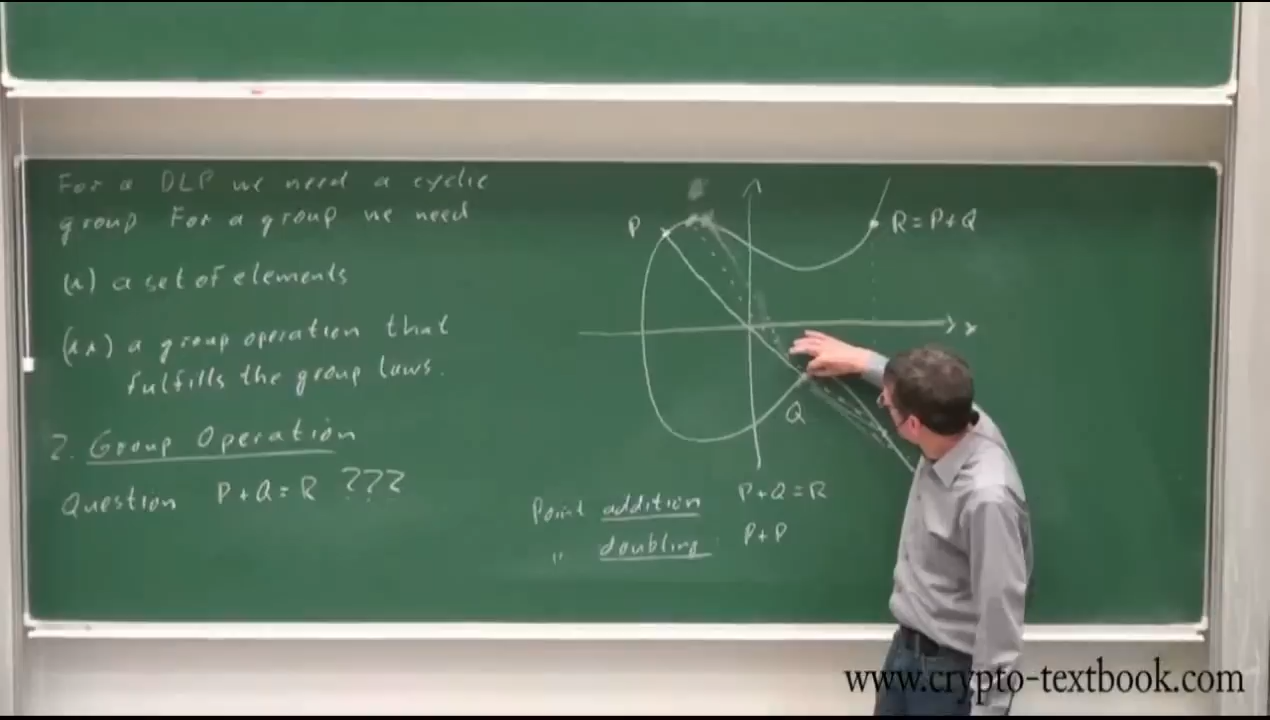 For a DLP we need a cyclic
group For a group we need
(i) a set of elements
(ii) a group operation that
fulfills the group laws.
2. Group Operation
Question P+Q=R ???
P
R=P+Q
x
Q
Point addition P+Q=R
" doubling: P+P
www.crypto-textbook.com